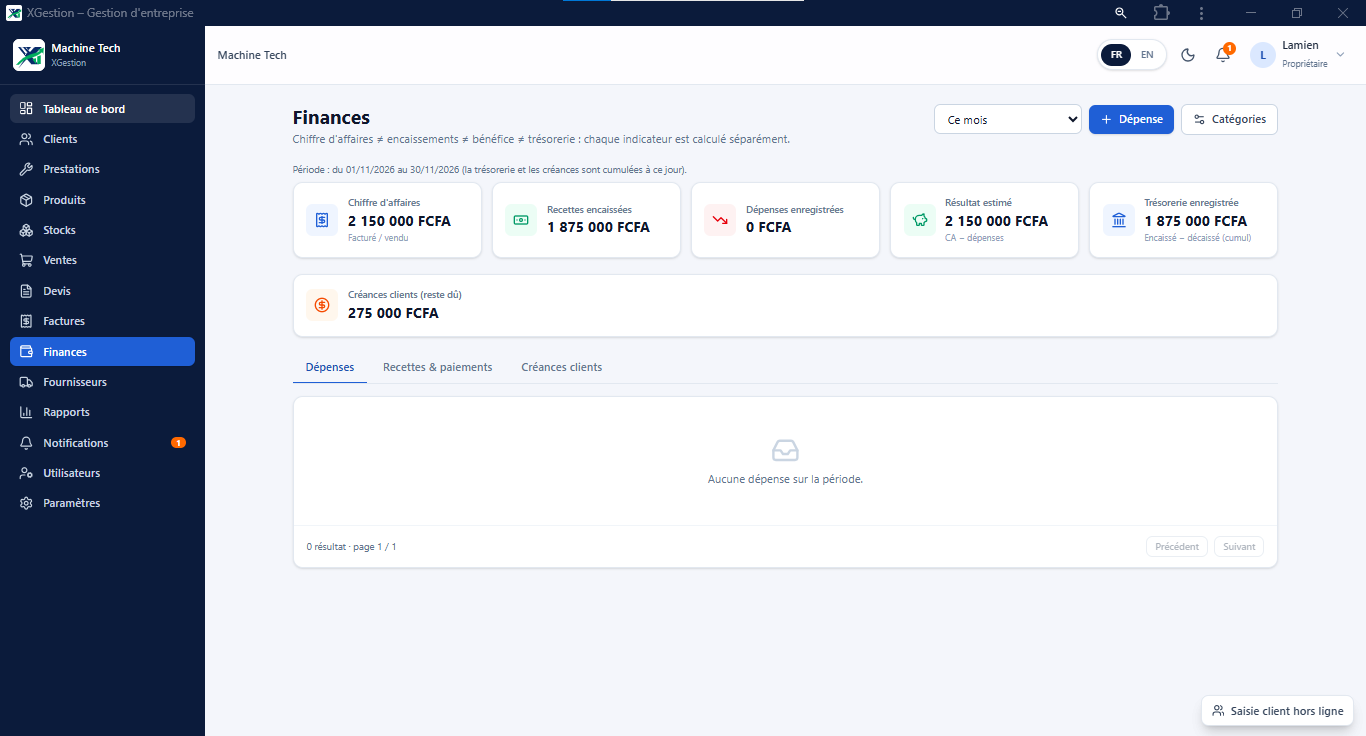 XGestion – Gestion d'entreprise
Machine Tech
XGestion
Tableau de bord
Clients
Prestations
Produits
Stocks
Ventes
Devis
Factures
Finances
Fournisseurs
Rapports
Notifications 1
Utilisateurs
Paramètres
Machine Tech
FR EN
1
L
Lamien
Propriétaire
Finances
Chiffre d'affaires ≠ encaissements ≠ bénéfice ≠ trésorerie : chaque indicateur est calculé séparément.
Ce mois
+ Dépense
Catégories
Période : du 01/11/2026 au 30/11/2026 (la trésorerie et les créances sont cumulées à ce jour).
Chiffre d'affaires
2 150 000 FCFA
Facturé / vendu
Recettes encaissées
1 875 000 FCFA
Dépenses enregistrées
0 FCFA
Résultat estimé
2 150 000 FCFA
CA – dépenses
Trésorerie enregistrée
1 875 000 FCFA
Encaissé – décaissé (cumul)
Créances clients (reste dû)
275 000 FCFA
Dépenses
Recettes & paiements
Créances clients
Aucune dépense sur la période.
0 résultat · page 1 / 1
Précédent
Suivant
Saisie client hors ligne